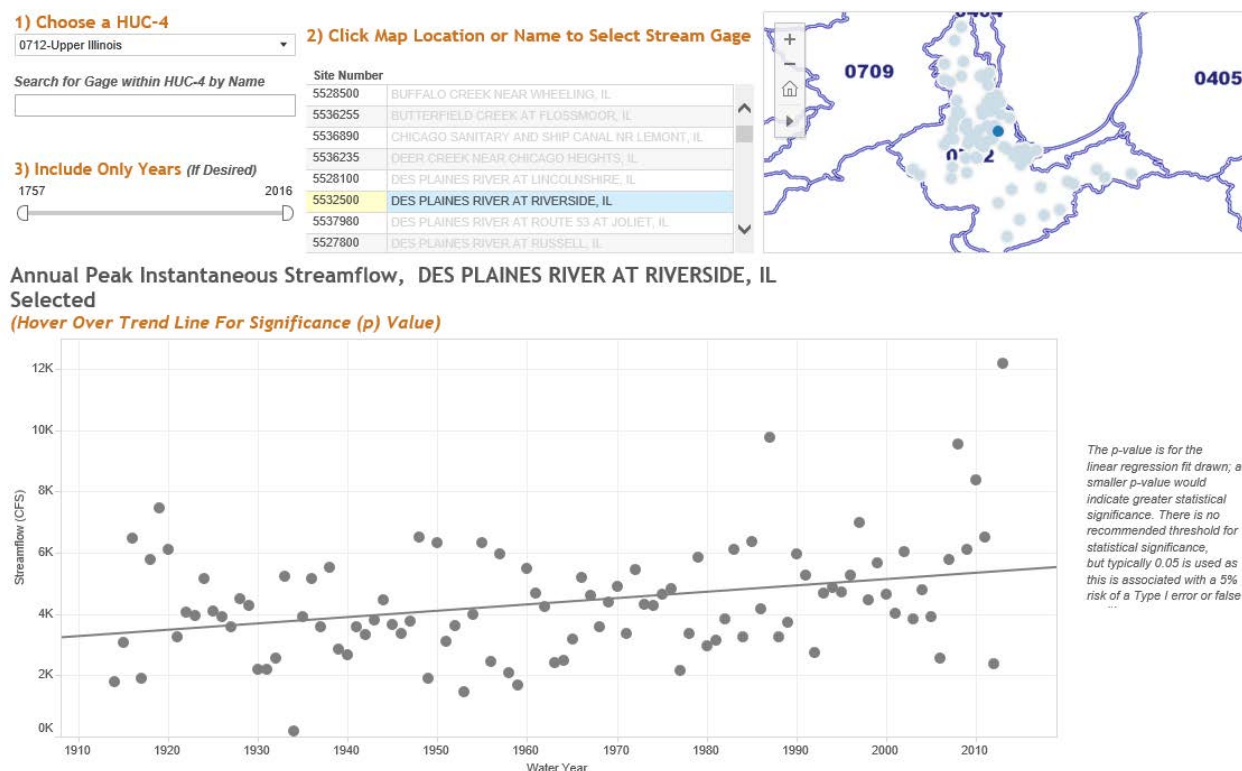 1) Choose a HUC-4
0712-Upper Illinois
Search for Gage within HUC-4 by Name
3) Include Only Years (If Desired)
1757 2016
2) Click Map Location or Name to Select Stream Gage
Site Number
5528500 BUFFALO CREEK NEAR WHEELING, IL
5536255 BUTTERFIELD CREEK AT FLOSSMOOR, IL
5536890 CHICAGO SANITARY AND SHIP CANAL NR LEMONT, IL
5536235 DEER CREEK NEAR CHICAGO HEIGHTS, IL
5528100 DES PLAINES RIVER AT LINCOLNSHIRE, IL
5532500 DES PLAINES RIVER AT RIVERSIDE, IL
5537980 DES PLAINES RIVER AT ROUTE 53 AT JOLIET, IL
5527800 DES PLAINES RIVER AT RUSSELL, IL
0404
0709
0405
Annual Peak Instantaneous Streamflow, DES PLAINES RIVER AT RIVERSIDE, IL
Selected
(Hover Over Trend Line For Significance (p) Value)
12K
10K
8K
6K
4K
2K
0K
Streamflow (CFS)
1910 1920 1930 1940 1950 1960 1970 1980 1990 2000 2010
Water Year
The p-value is for the
linear regression fit drawn; a
smaller p-value would
indicate greater statistical
significance. There is no
recommended threshold for
statistical significance,
but typically 0.05 is used as
this is associated with a 5%
risk of a Type I error or false